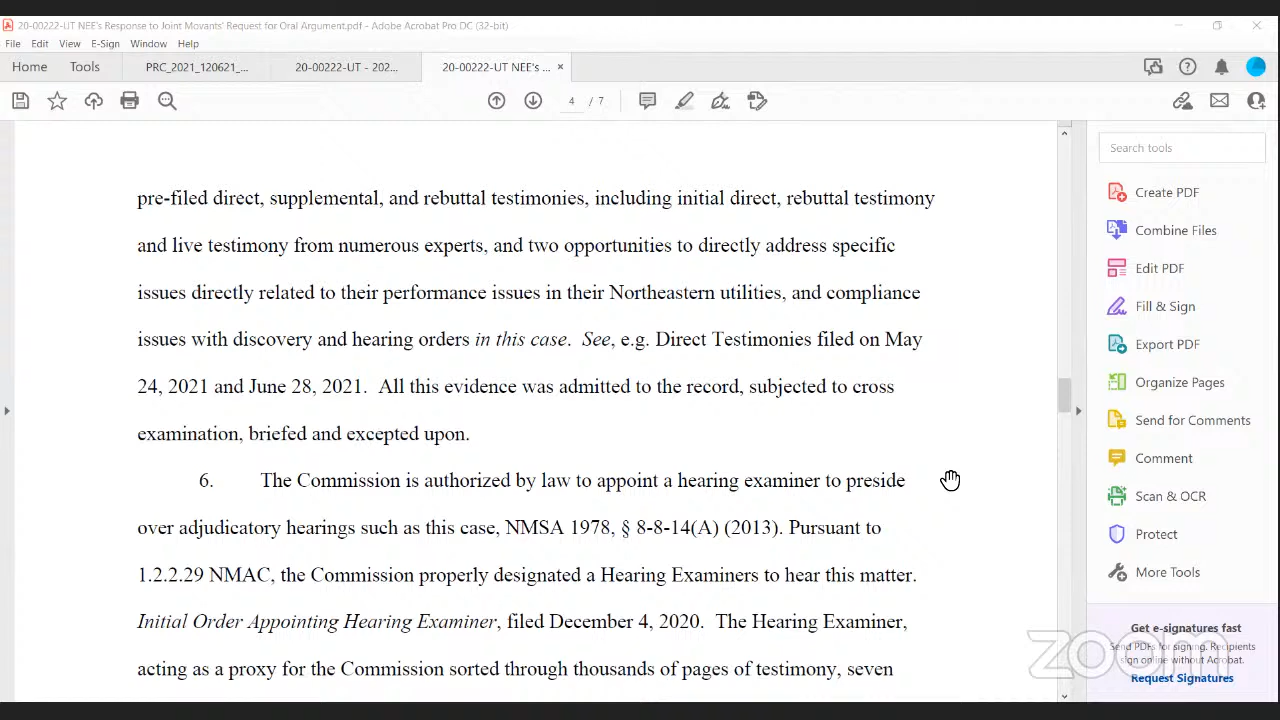 20-00222-UT NEE's Response to Joint Movants' Request for Oral Argument.pdf - Adobe Acrobat Pro DC (32-bit)
File Edit View E-Sign Window Help
Home Tools PRC_2021_120621_... 20-00222-UT - 202... 20-00222-UT NEE's ... ×
4 / 7
pre-filed direct, supplemental, and rebuttal testimonies, including initial direct, rebuttal testimony
and live testimony from numerous experts, and two opportunities to directly address specific
issues directly related to their performance issues in their Northeastern utilities, and compliance
issues with discovery and hearing orders in this case. See, e.g. Direct Testimonies filed on May
24, 2021 and June 28, 2021. All this evidence was admitted to the record, subjected to cross
examination, briefed and excepted upon.
6. The Commission is authorized by law to appoint a hearing examiner to preside
over adjudicatory hearings such as this case, NMSA 1978, § 8-8-14(A) (2013). Pursuant to
1.2.2.29 NMAC, the Commission properly designated a Hearing Examiners to hear this matter.
Initial Order Appointing Hearing Examiner, filed December 4, 2020. The Hearing Examiner,
acting as a proxy for the Commission sorted through thousands of pages of testimony, seven
Search tools
Create PDF
Combine Files
Edit PDF
Fill & Sign
Export PDF
Organize Pages
Send for Comments
Comment
Scan & OCR
Protect
More Tools
Get e-signatures fast
Send PDFs for signing. Recipients
sign online without Acrobat.
Request Signatures
zoom